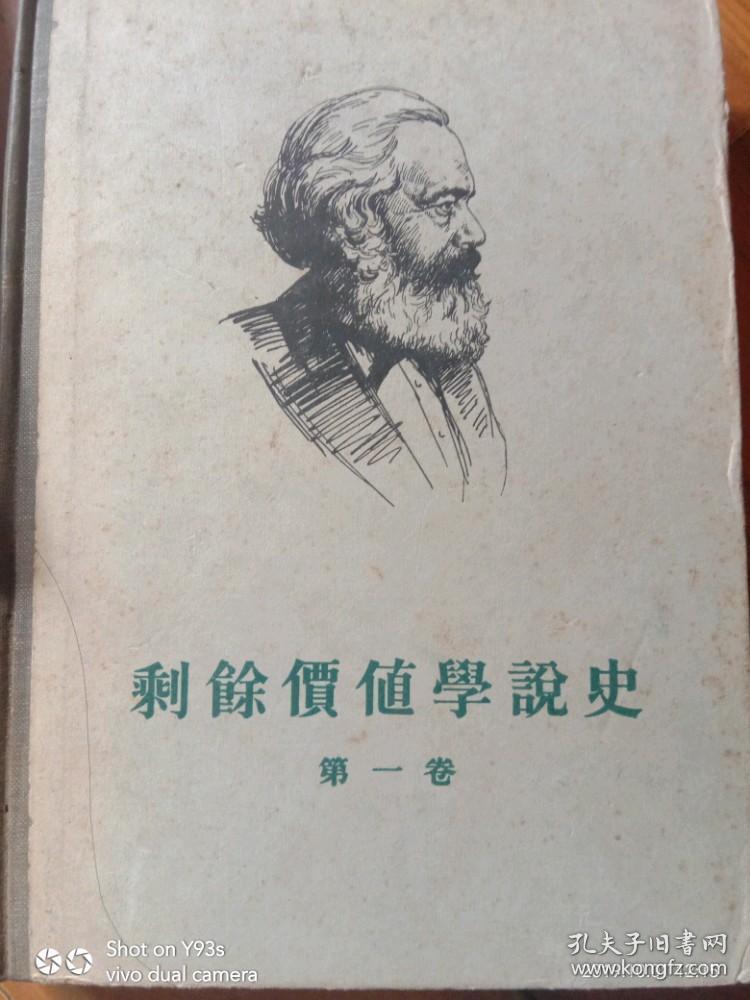 剩餘價值學說史
第一卷
Shot on Y93s
vivo dual camera
孔夫子旧書网
www.kongfz.com